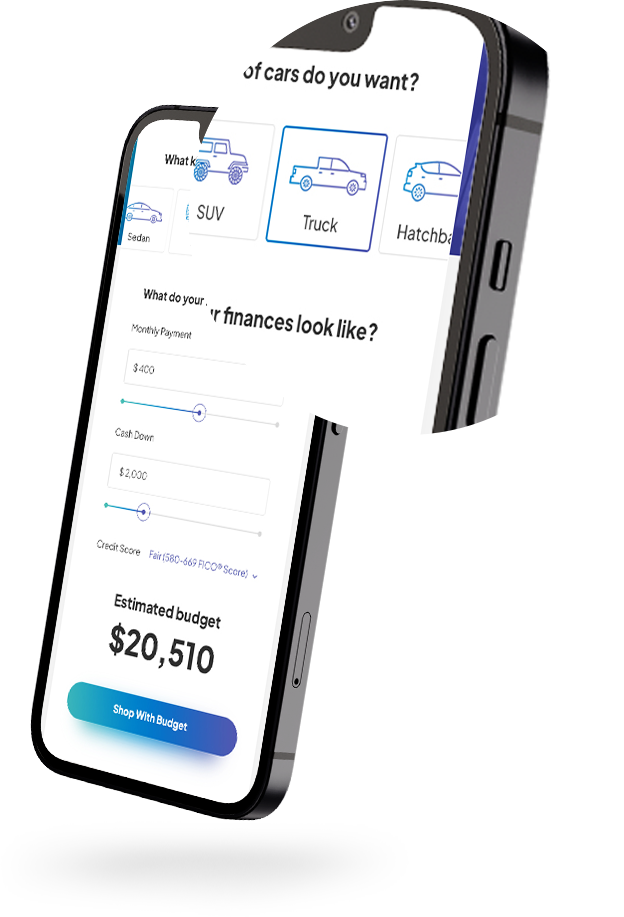 of cars do you want?
What k
SUV
Truck
Hatchba
Sedan
What do your
r finances look like?
Monthly Payment
$400
Cash Down
$2,000
Credit Score Fair (580-669 FICO® Score)
Estimated budget
$20,510
Shop With Budget